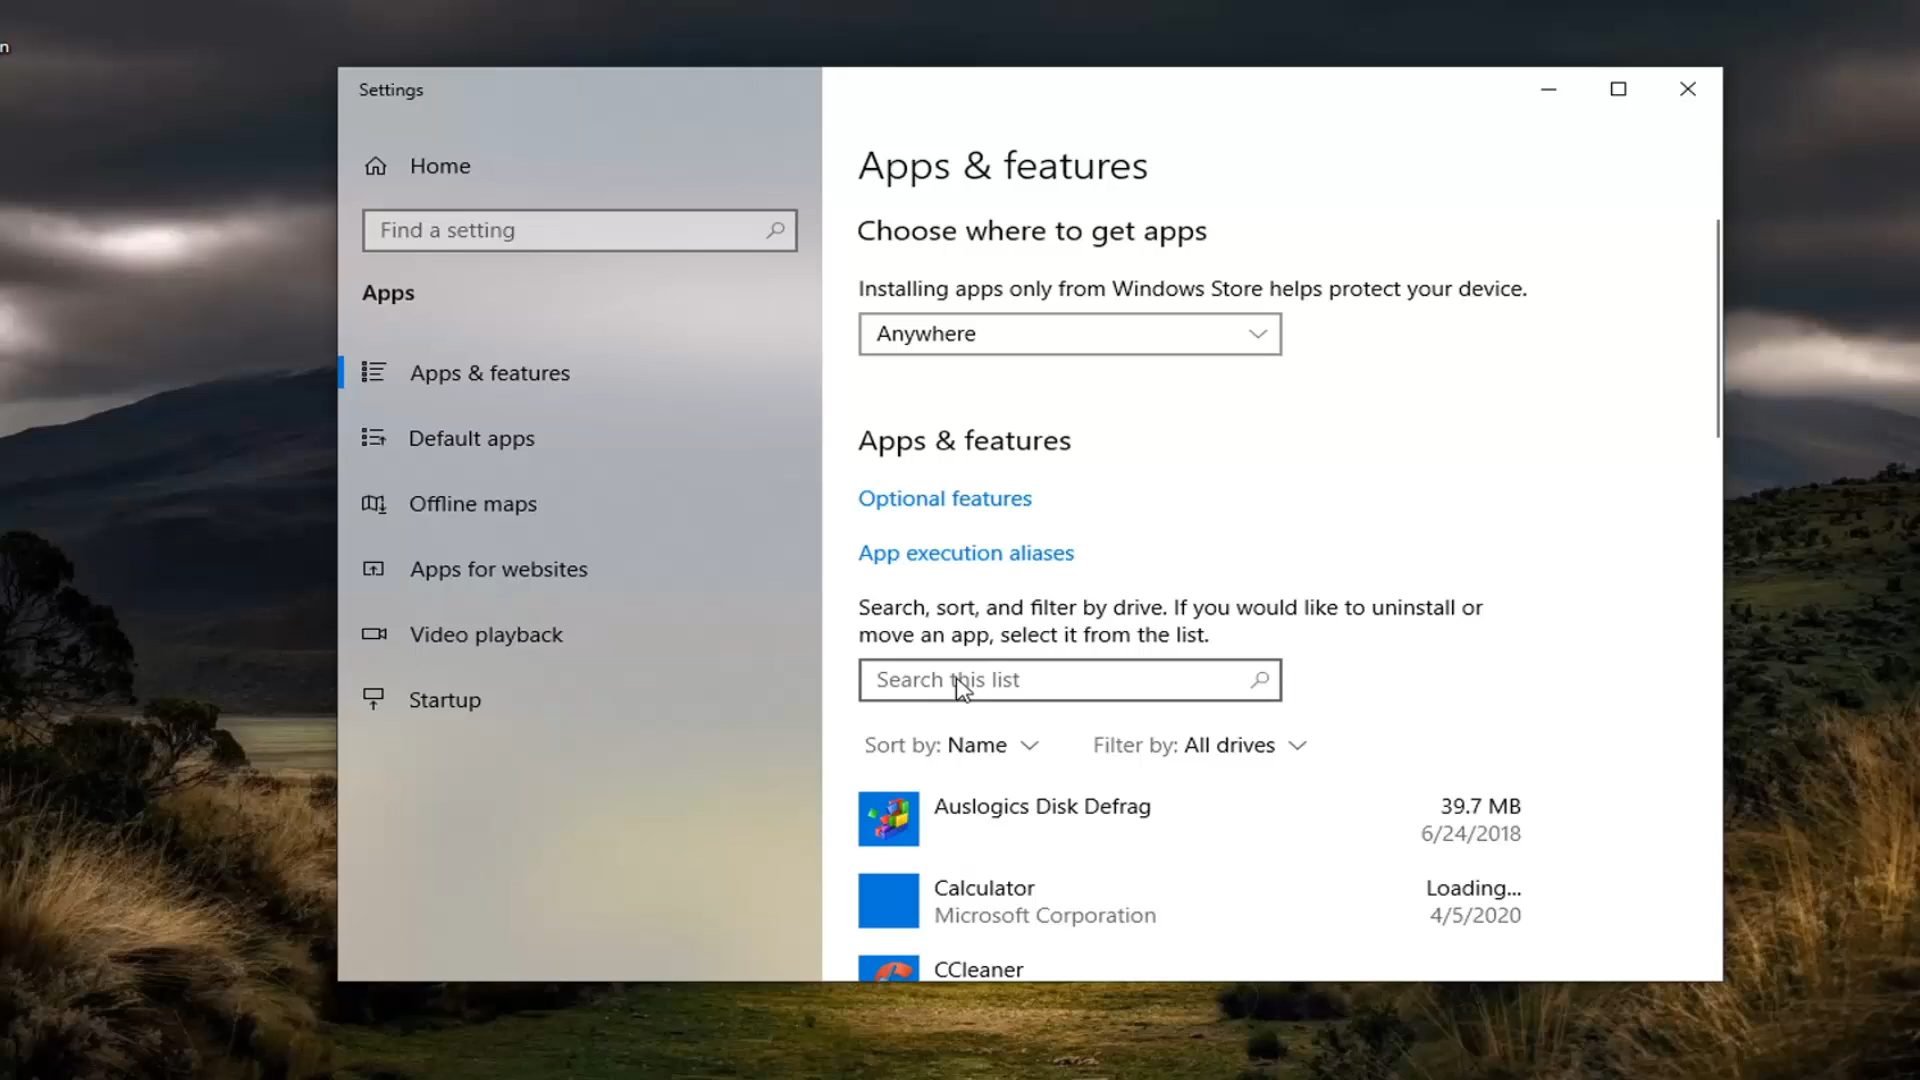 n
Settings
Home
Find a setting
Apps
Apps & features
Default apps
Offline maps
Apps for websites
Video playback
Startup
Apps & features
Choose where to get apps
Installing apps only from Windows Store helps protect your device.
Anywhere
Apps & features
Optional features
App execution aliases
Search, sort, and filter by drive. If you would like to uninstall or
move an app, select it from the list.
Search this list
Sort by: Name Filter by: All drives
Auslogics Disk Defrag 39.7 MB
6/24/2018
Calculator Loading...
Microsoft Corporation 4/5/2020
CCleaner